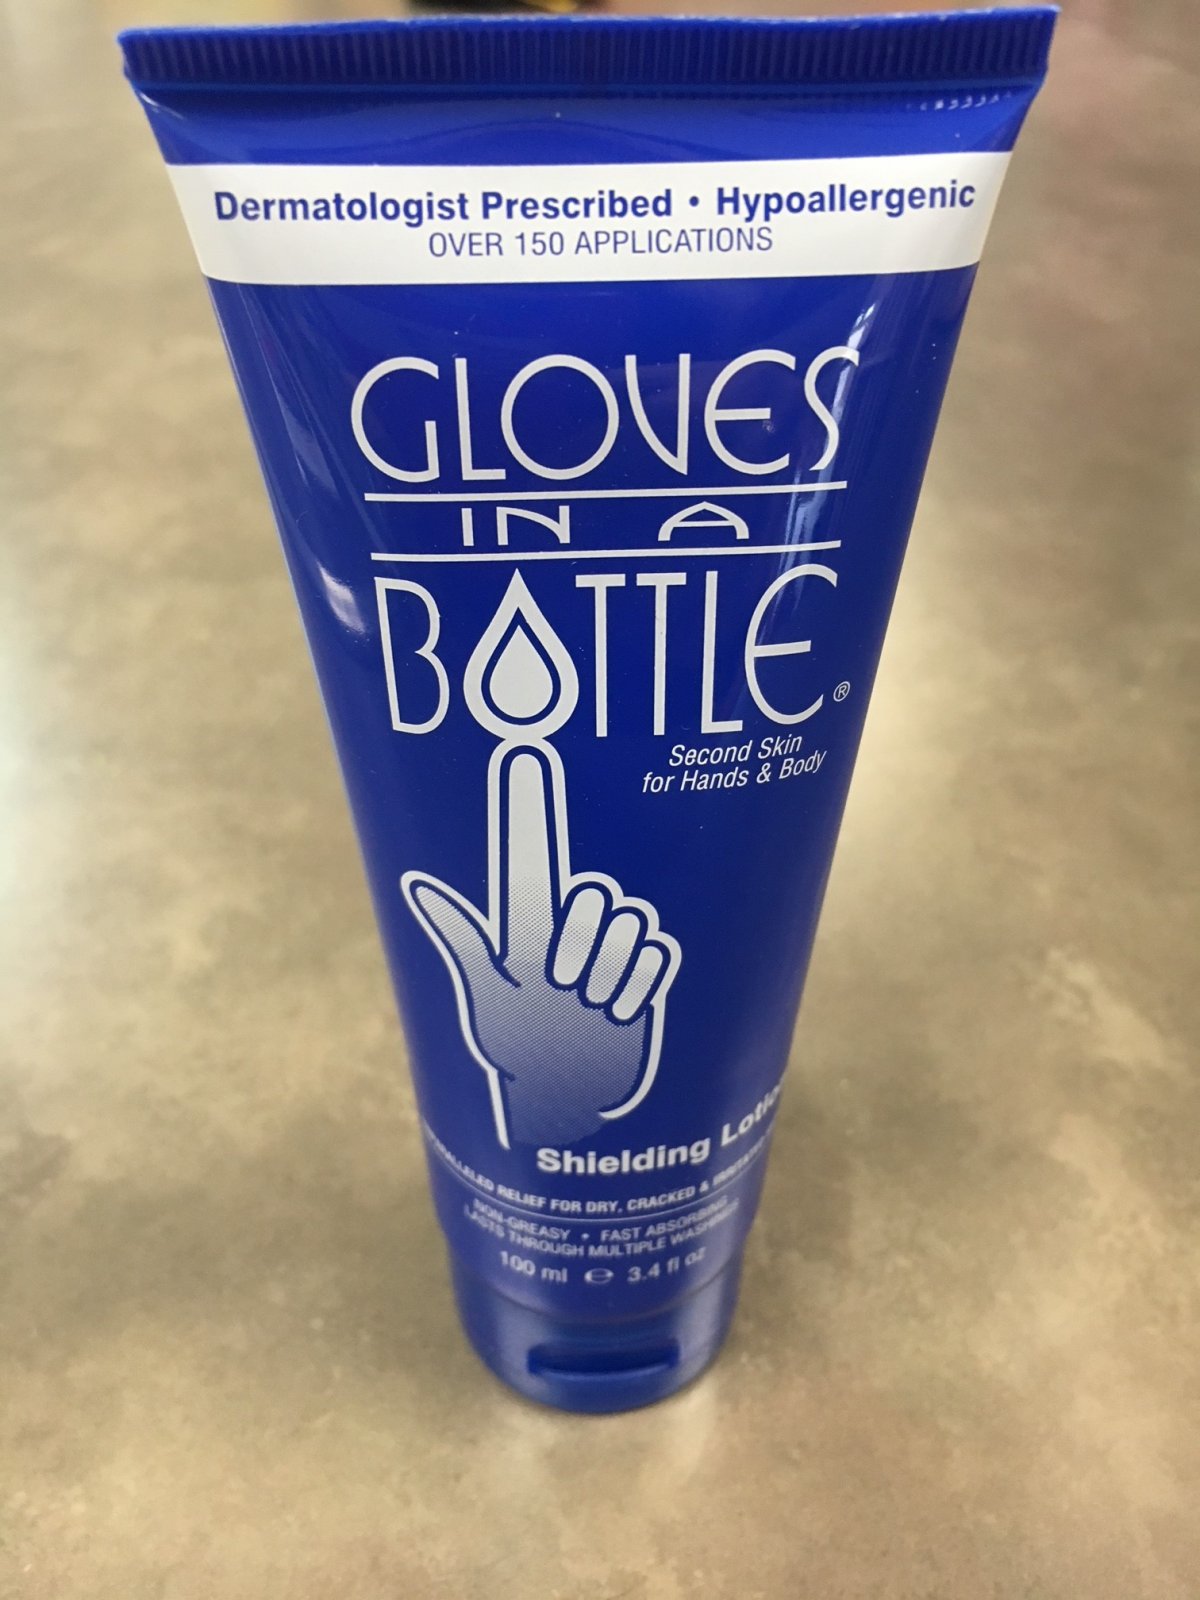 Dermatologist Prescribed • Hypoallergenic
OVER 150 APPLICATIONS
GLOVES
IN A
BOTTLE®
Second Skin
for Hands & Body
Shielding
RELIEF FOR DRY, CRACKED &
NON-GREASY • FAST ABSORBING
LASTS THROUGH MULTIPLE WASHINGS
100 ml ℮ 3.4 fl oz